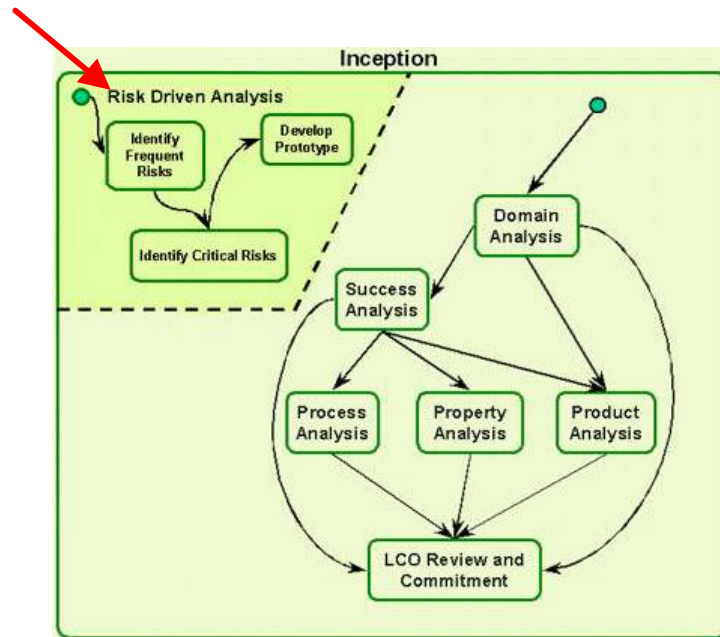 Inception
Risk Driven Analysis
Identify
Frequent
Risks
Develop
Prototype
Identify Critical Risks
Domain
Analysis
Success
Analysis
Process
Analysis
Property
Analysis
Product
Analysis
LCO Review and
Commitment